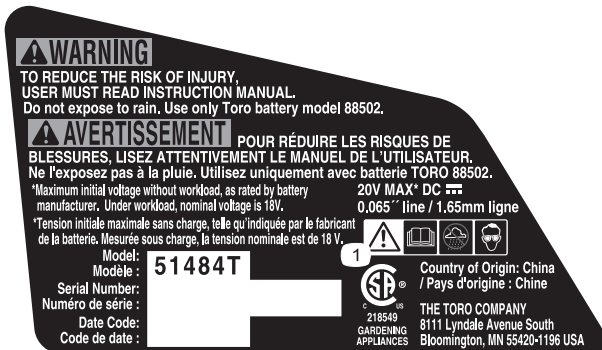 WARNING
TO REDUCE THE RISK OF INJURY,
USER MUST READ INSTRUCTION MANUAL.
Do not expose to rain. Use only Toro battery model 88502.
AVERTISSEMENT POUR RÉDUIRE LES RISQUES DE
BLESSURES, LISEZ ATTENTIVEMENT LE MANUEL DE L'UTILISATEUR.
Ne l'exposez pas à la pluie. Utilisez uniquement avec batterie TORO 88502.
*Maximum initial voltage without workload, as rated by battery
manufacturer. Under workload, nominal voltage is 18V.
*Tension initiale maximale sans charge, telle qu'indiquée par le fabricant
de la batterie. Mesurée sous charge, la tension nominale est de 18 V.
20V MAX* DC
0,065´´ line / 1.65mm ligne
Model:
Modèle :
51484T
Serial Number:
Numéro de série :
Date Code:
Code de date :
1
SA ®
C US
218549
GARDENING
APPLIANCES
Country of Origin: China
/ Pays d'origine : Chine
THE TORO COMPANY
8111 Lyndale Avenue South
Bloomington, MN 55420-1196 USA